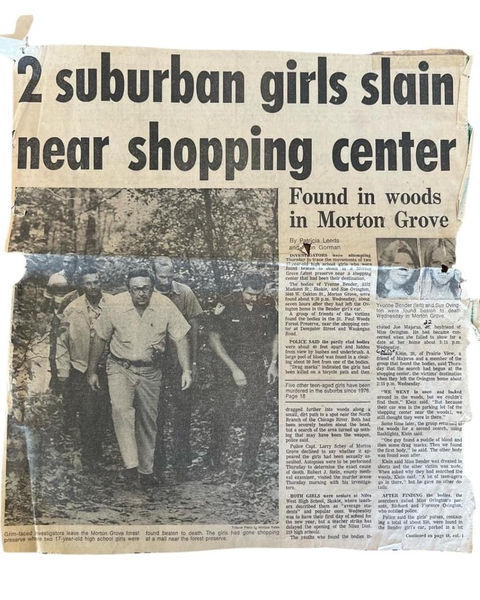 2 suburban girls slain
near shopping center
Found in woods
in Morton Grove
By Patricia Leeds
and Gorman
INVESTIGATORS were attempting
Thursday to trace the movements of two
17-year-old high school girls who were
found beaten to death in a Morton
Grove forest preserve near a shopping
center that had been their destination.
The bodies of Yvonne Bender,
Madison St., Skokie, and Sue Ovington,
Oakton St., Morton Grove, were
found about 9:30 p.m. Wednesday, about
seven hours after they had left the Ov-
ington home in the Bender girl's car.
A group of friends of the victims
found the bodies in the St. Paul Woods
Forest Preserve, near the shopping cen-
ter at Dempster Street and Waukegan
Road.
POLICE SAID the partly clad bodies
were about 40 feet apart and hidden
from view by bushes and underbrush. A
large pool of blood was found in a clear-
ing about 50 feet from one of the bodies.
"Drag marks" indicated the girls had
been killed on a bicycle path and then
Five other teen-aged girls have been
murdered in the suburbs since 1976.
Page 18
dragged further into woods along a
small, dirt path to a spot near the North
Branch of the Chicago River. Both had
been severely beaten about the head,
but a search of the area turned up noth-
ing that may have been the weapon,
police said.
Police Capt. Larry Schey of Morton
Grove declined to say whether it ap-
peared the girls had been sexually as-
saulted. Autopsies were to be performed
Thursday to determine the exact cause
of death. Robert J. Stein, county medi-
cal examiner, visited the murder scene
Thursday morning with his investiga-
tors.
BOTH GIRLS were seniors at Niles
West High School, Skokie, where teach-
ers described them as "average stu-
dents" and popular ones. Wednesday
was to have been their first day of school for
the new year, but a teacher strike has
delayed the opening of the Niles Dist.
219 high schools.
The youths who found the bodies in-
Yvonne Bender [left] and Sue Oving-
ton were found beaten to death
Wednesday in Morton Grove.
22
cluded Joe Majerus, boyfriend of
Miss Ovington. He had become con-
cerned when she failed to show for a
date at her home about 5:15 p.m.
Wednesday.
Klein, 20, of Prairie View, a
friend of Majerus and a member of the
group that found the bodies, said Thurs-
day that the search had begun at the
shopping center, the victims' destination
when they left the Ovington home about
2:15 p.m. Wednesday.
"WE WENT in once and looked
around in the woods, but we couldn't
find them," Klein said. "But because
their car was in the parking lot [of the
shopping center near the woods], we
still thought they were in there."
Some time later, the group returned to
the woods for a second search, using
flashlights, Klein said.
"One guy found a puddle of blood and
then some drag marks. Then we found
the first body," he said. The other body
was found soon after.
Klein said Miss Bender was dressed in
shorts and the other victim was nude.
When asked why they had searched the
woods, Klein said, "A lot of teen-agers
go in there," but he gave no other de-
tails.
AFTER FINDING the bodies, the
searchers called Miss Ovington's par-
ents, Richard and Florence Ovington,
who notified police.
Police said the girls' purses, contain-
ing a total of about $50, were found in
the Bender girl's car, parked about
Continued on page 18, col. 1
Grim-faced investigators leave the Morton Grove forest
preserve where two 17-year-old high school girls were
found beaten to death. The girls had gone shopping
at a mall near the forest preserve.